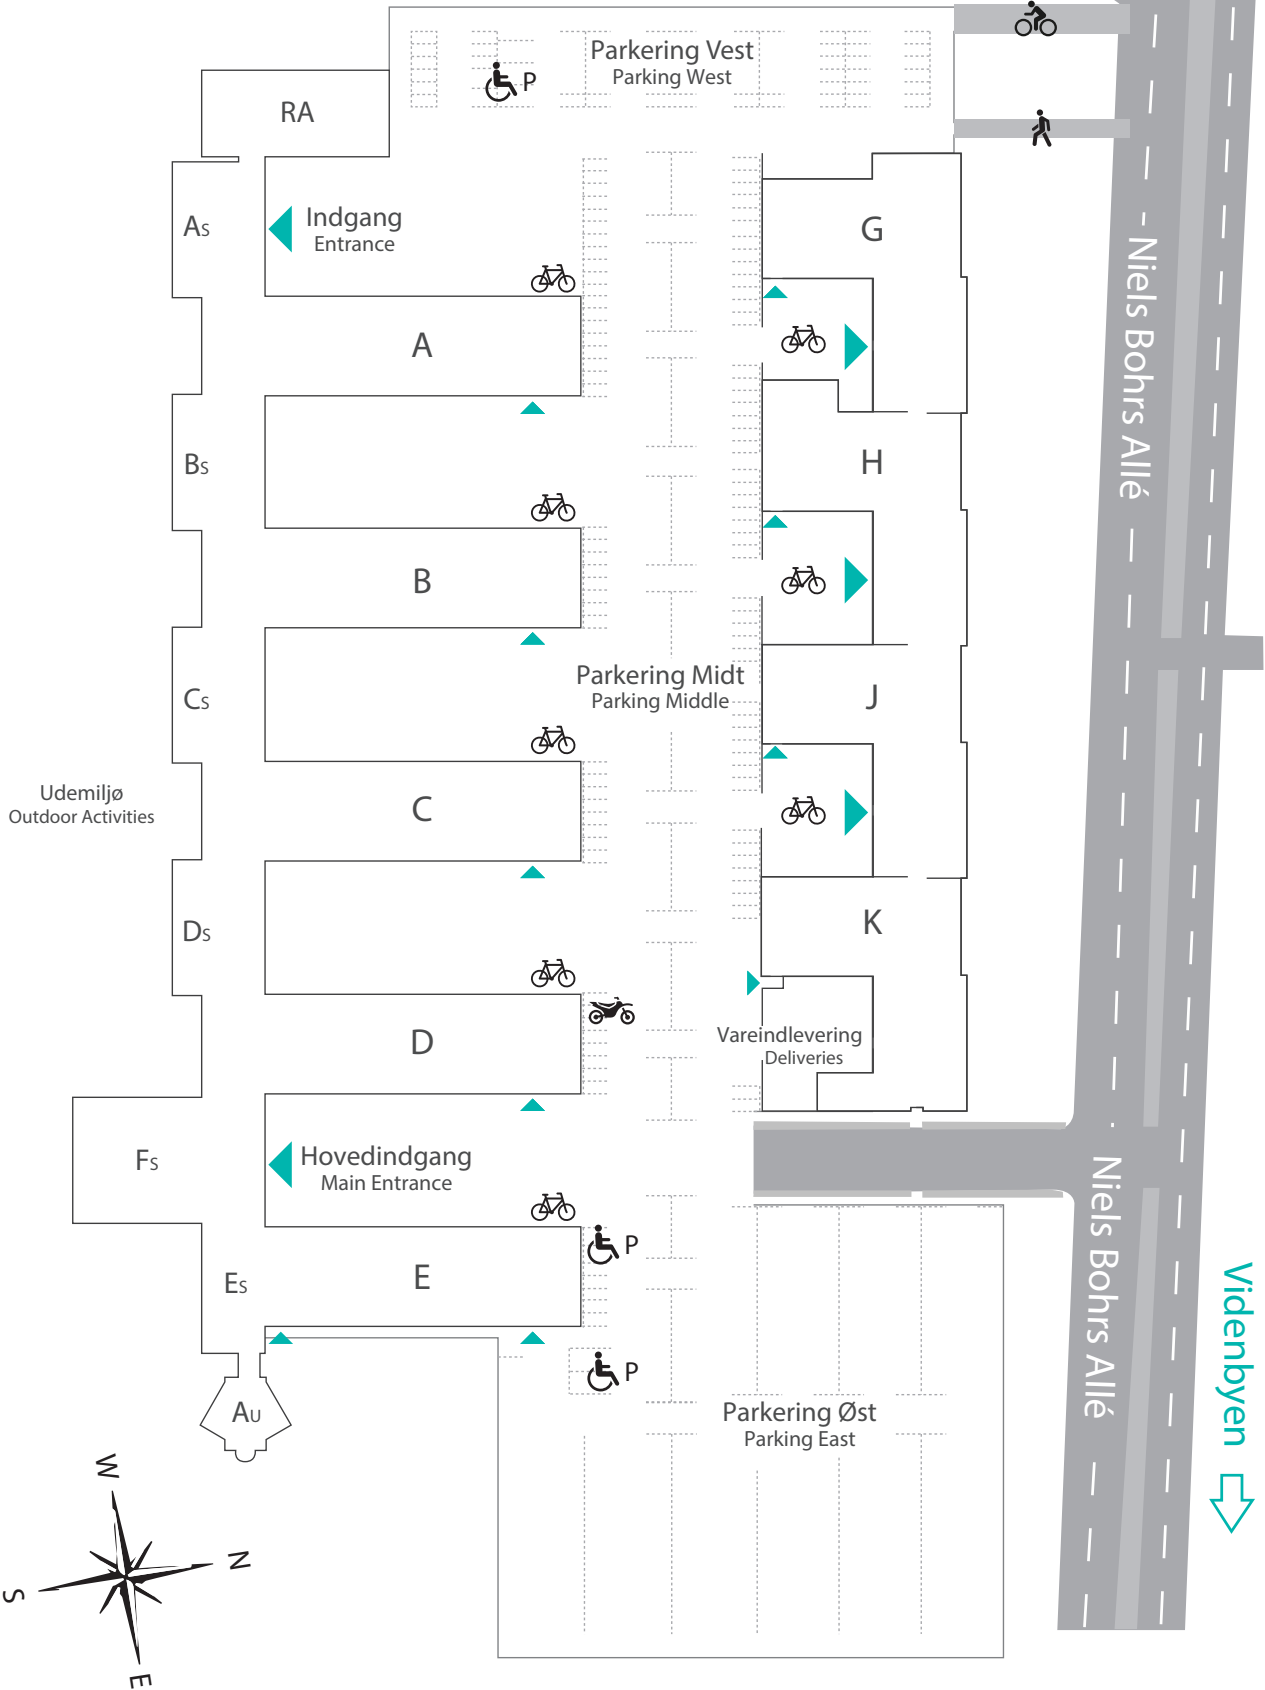 Parkering Vest
Parking West
P
RA
As
Indgang
Entrance
G
A
Niels Bohrs Allé
Bs
H
B
Parkering Midt
Parking Middle
Cs
J
Udemiljø
Outdoor Activities
C
Ds
K
D
Vareindlevering
Deliveries
Fs
Hovedindgang
Main Entrance
Niels Bohrs Allé
P
Es
E
Videnbyen
P
Au
Parkering Øst
Parking East
W
N
S
E